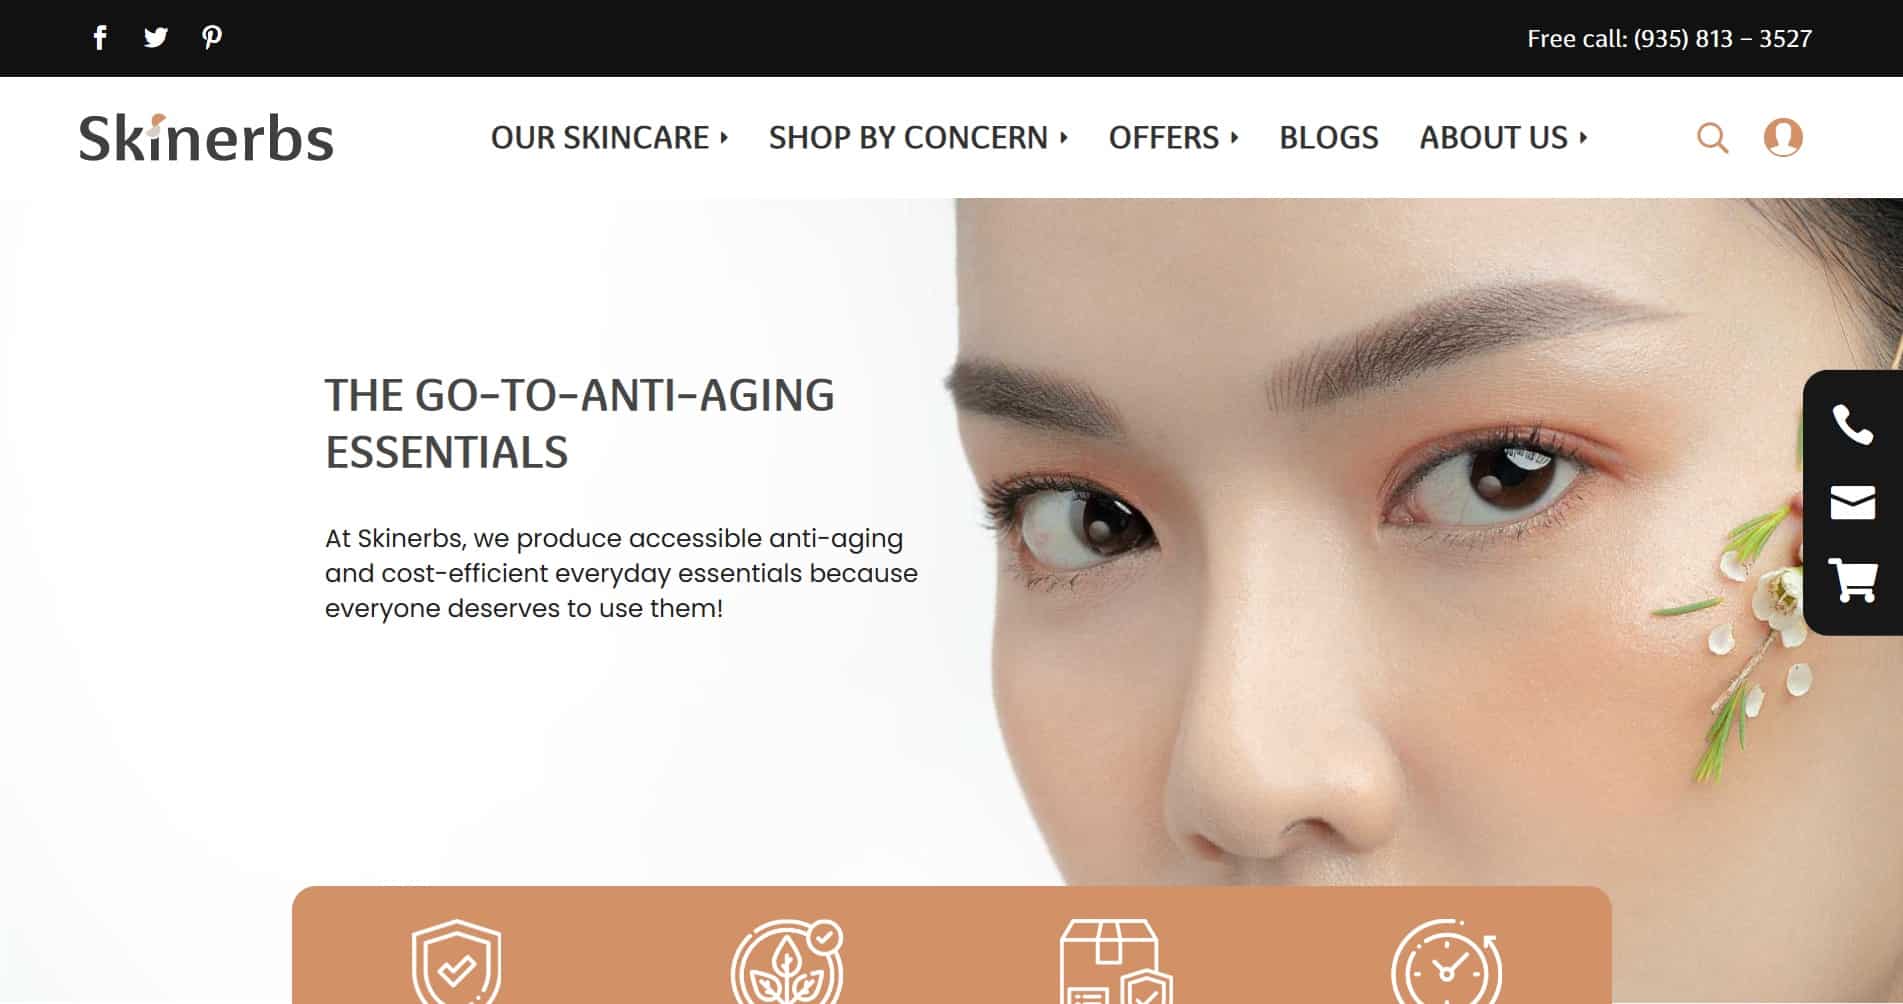 Free call: (935) 813 – 3527
Skinerbs
OUR SKINCARE
SHOP BY CONCERN
OFFERS
BLOGS
ABOUT US
THE GO-TO-ANTI-AGING
ESSENTIALS
At Skinerbs, we produce accessible anti-aging
and cost-efficient everyday essentials because
everyone deserves to use them!